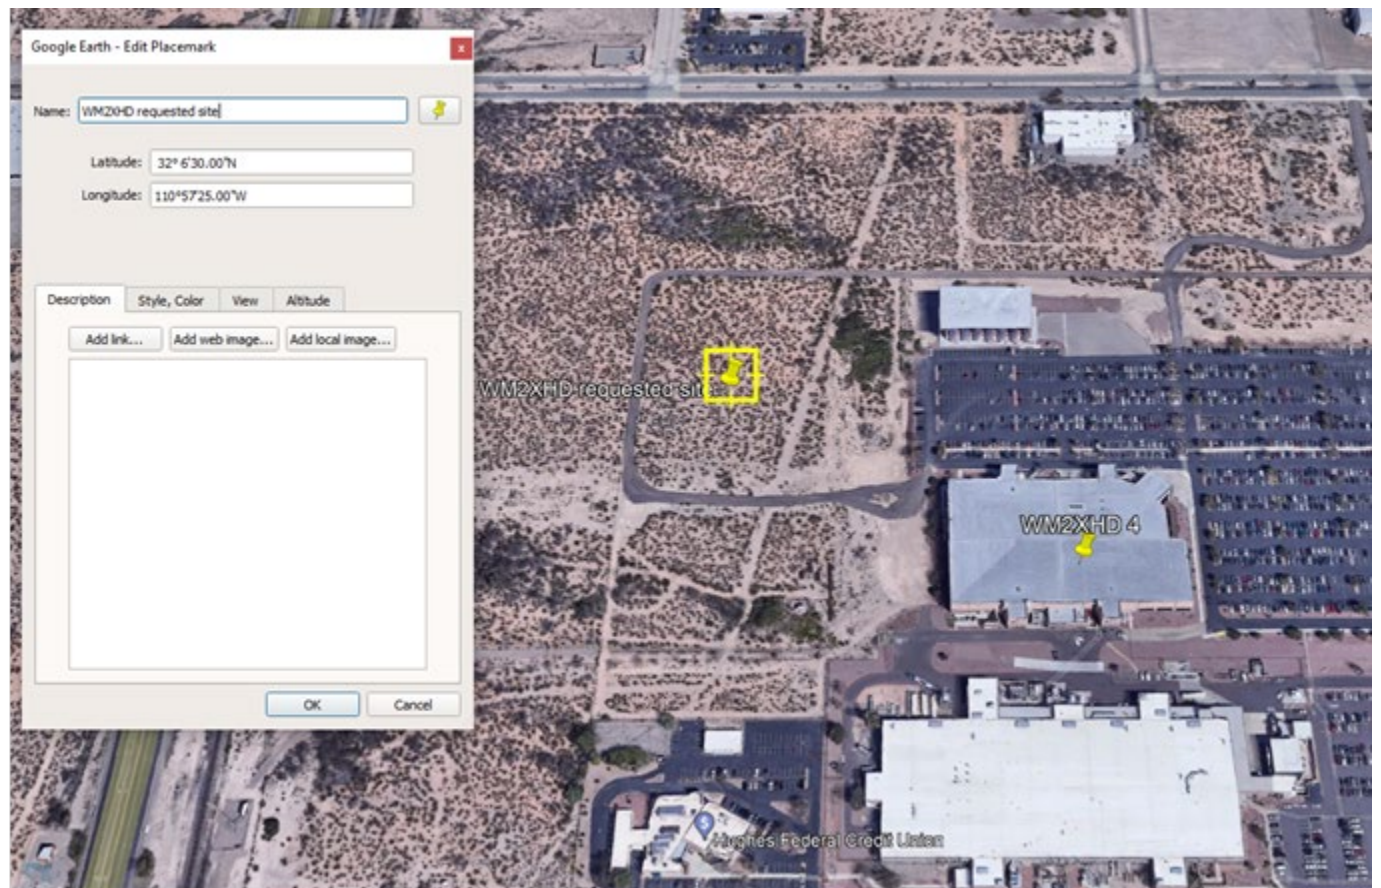 Google Earth - Edit Placemark
x
Name: WM2XHD requested site
Latitude: 32° 6'30.00"N
Longitude: 110°57'25.00"W
Description Style, Color View Altitude
Add link... Add web image... Add local image...
OK Cancel
WM2XHD requested site
WM2XHD 4
$
Hughes Federal Credit Union